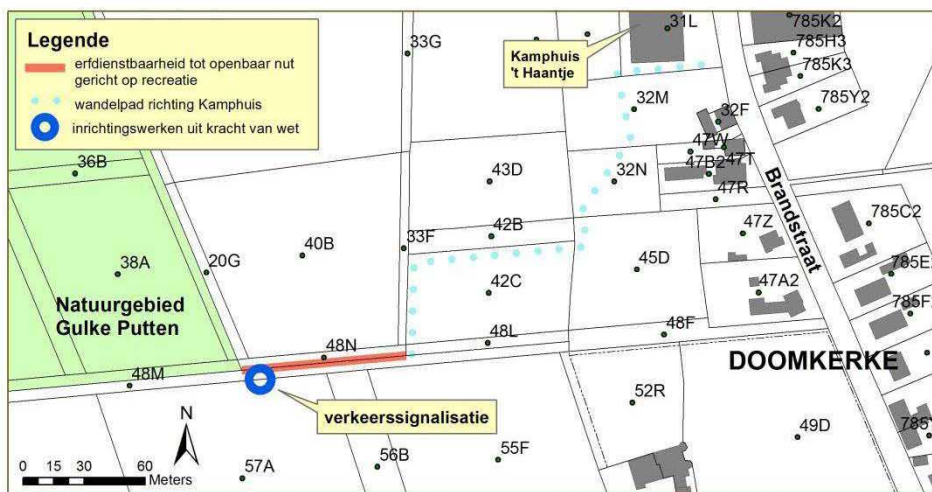 Legende
erfdienstbaarheid tot openbaar nut
gericht op recreatie
wandelpad richting Kamphuis
inrichtingswerken uit kracht van wet
33G
31L
Kamphuis
't Haantje
785K2
785H3
785K3
785Y2
32M
32F
36B
47W
47T
43D
32N
47B2
47R
Brandstraat
42B
47Z
785C2
33F
40B
20G
38A
45D
42C
47A2
Natuurgebied
Gulke Putten
48N
48L
48F
DOOMKERKE
48M
52R
verkeerssignalisatie
N
49D
0 15 30 60
Meters
57A
56B
55F